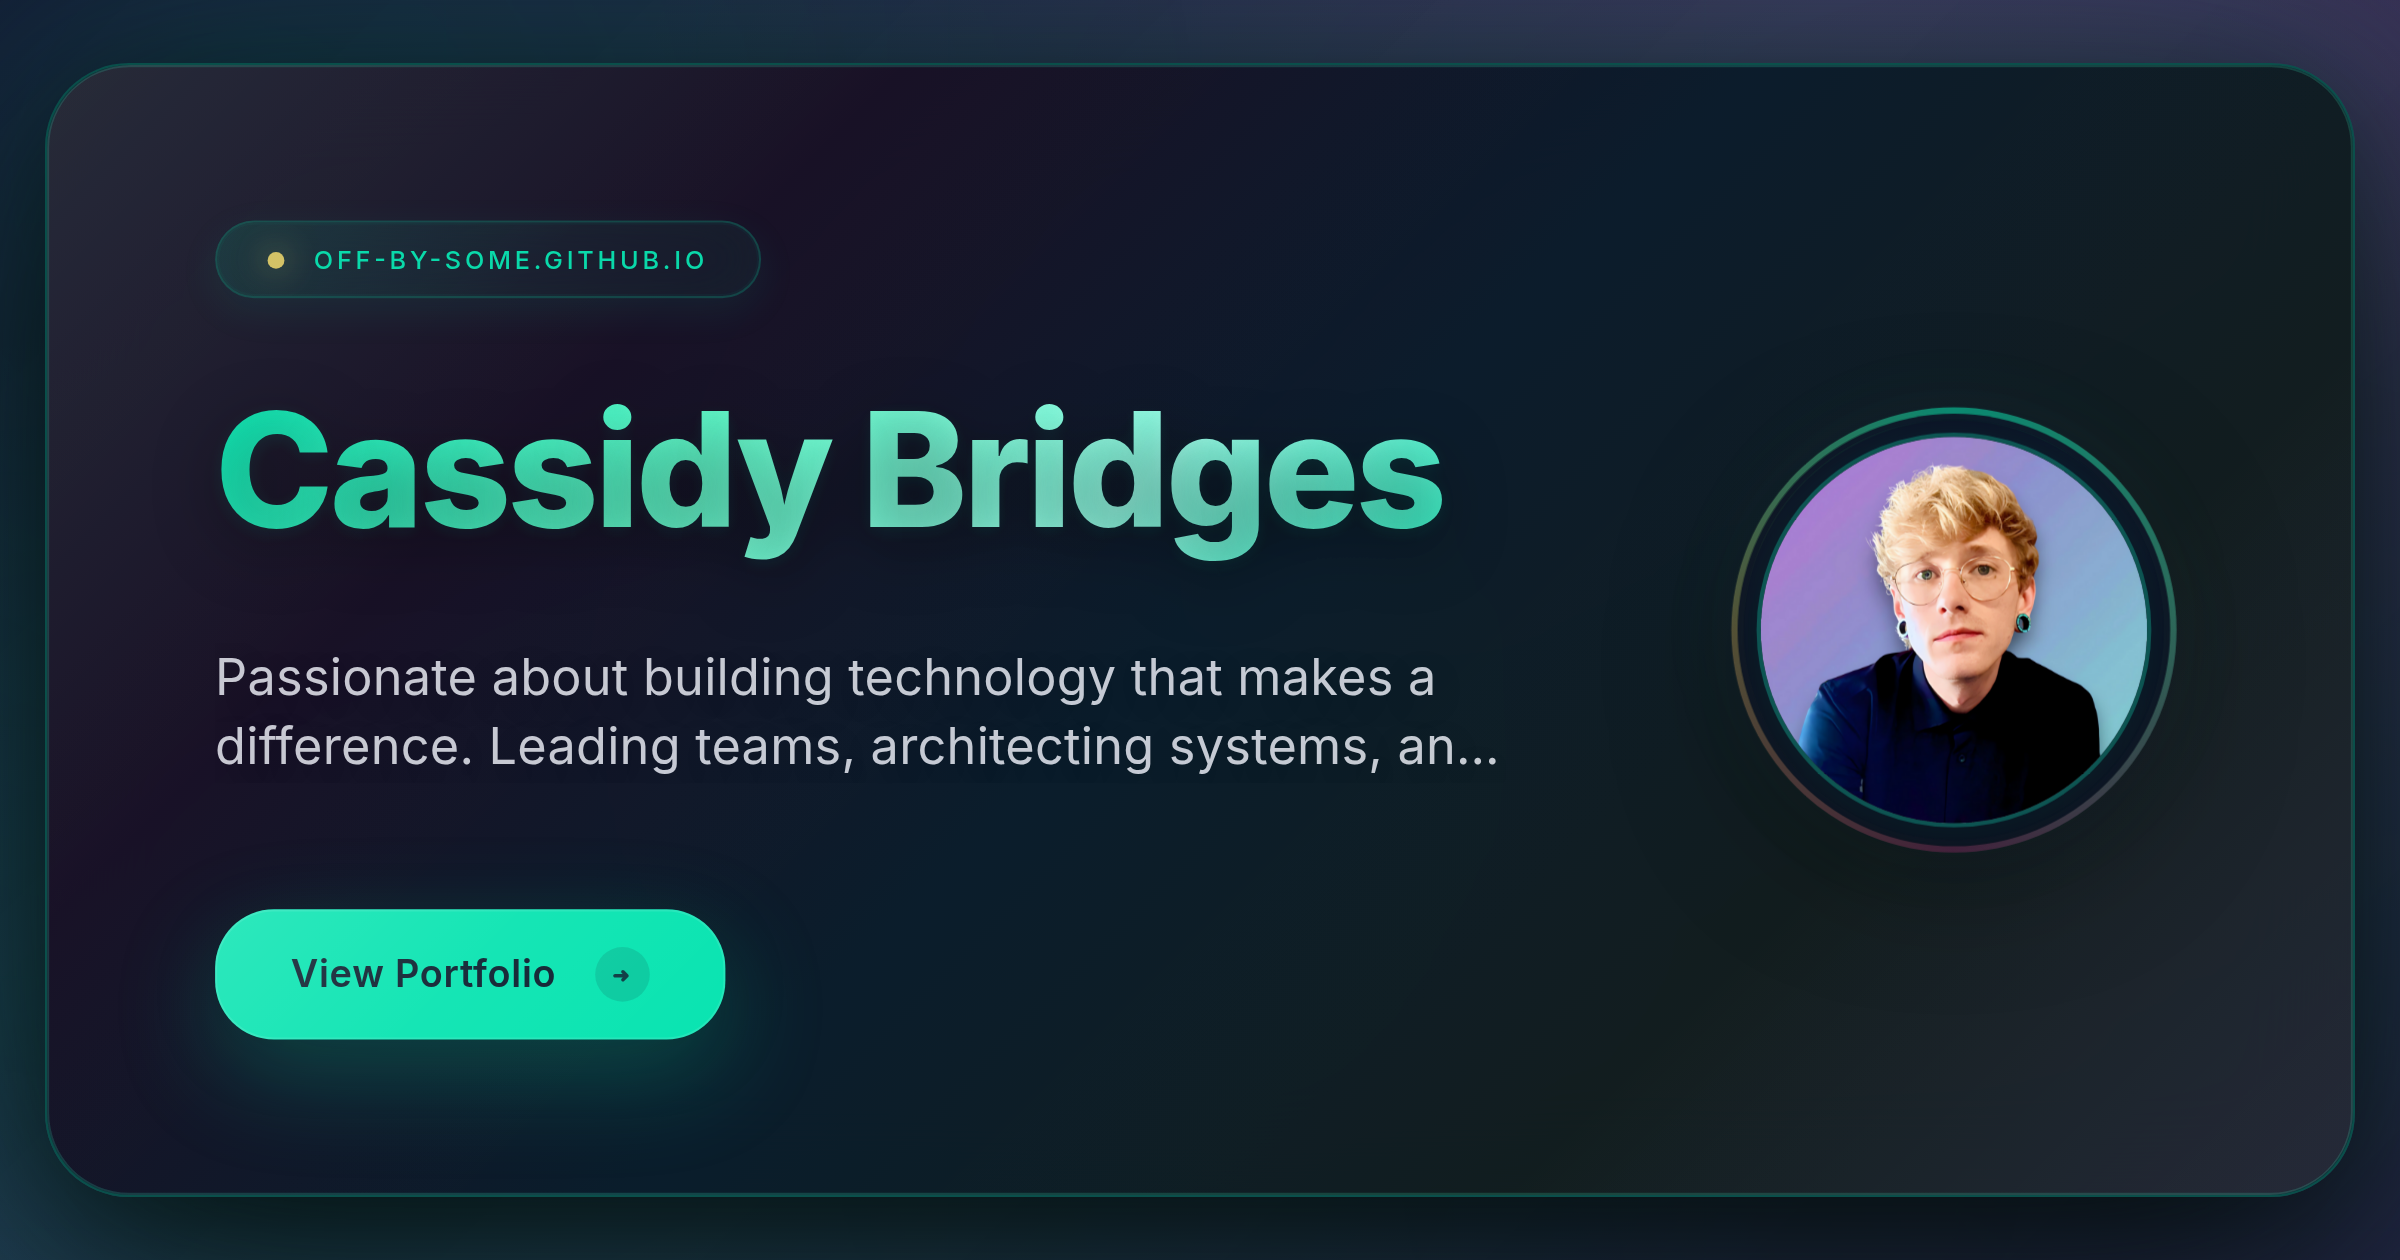 OFF-BY-SOME.GITHUB.IO
Cassidy Bridges
Passionate about building technology that makes a
difference. Leading teams, architecting systems, an...
View Portfolio